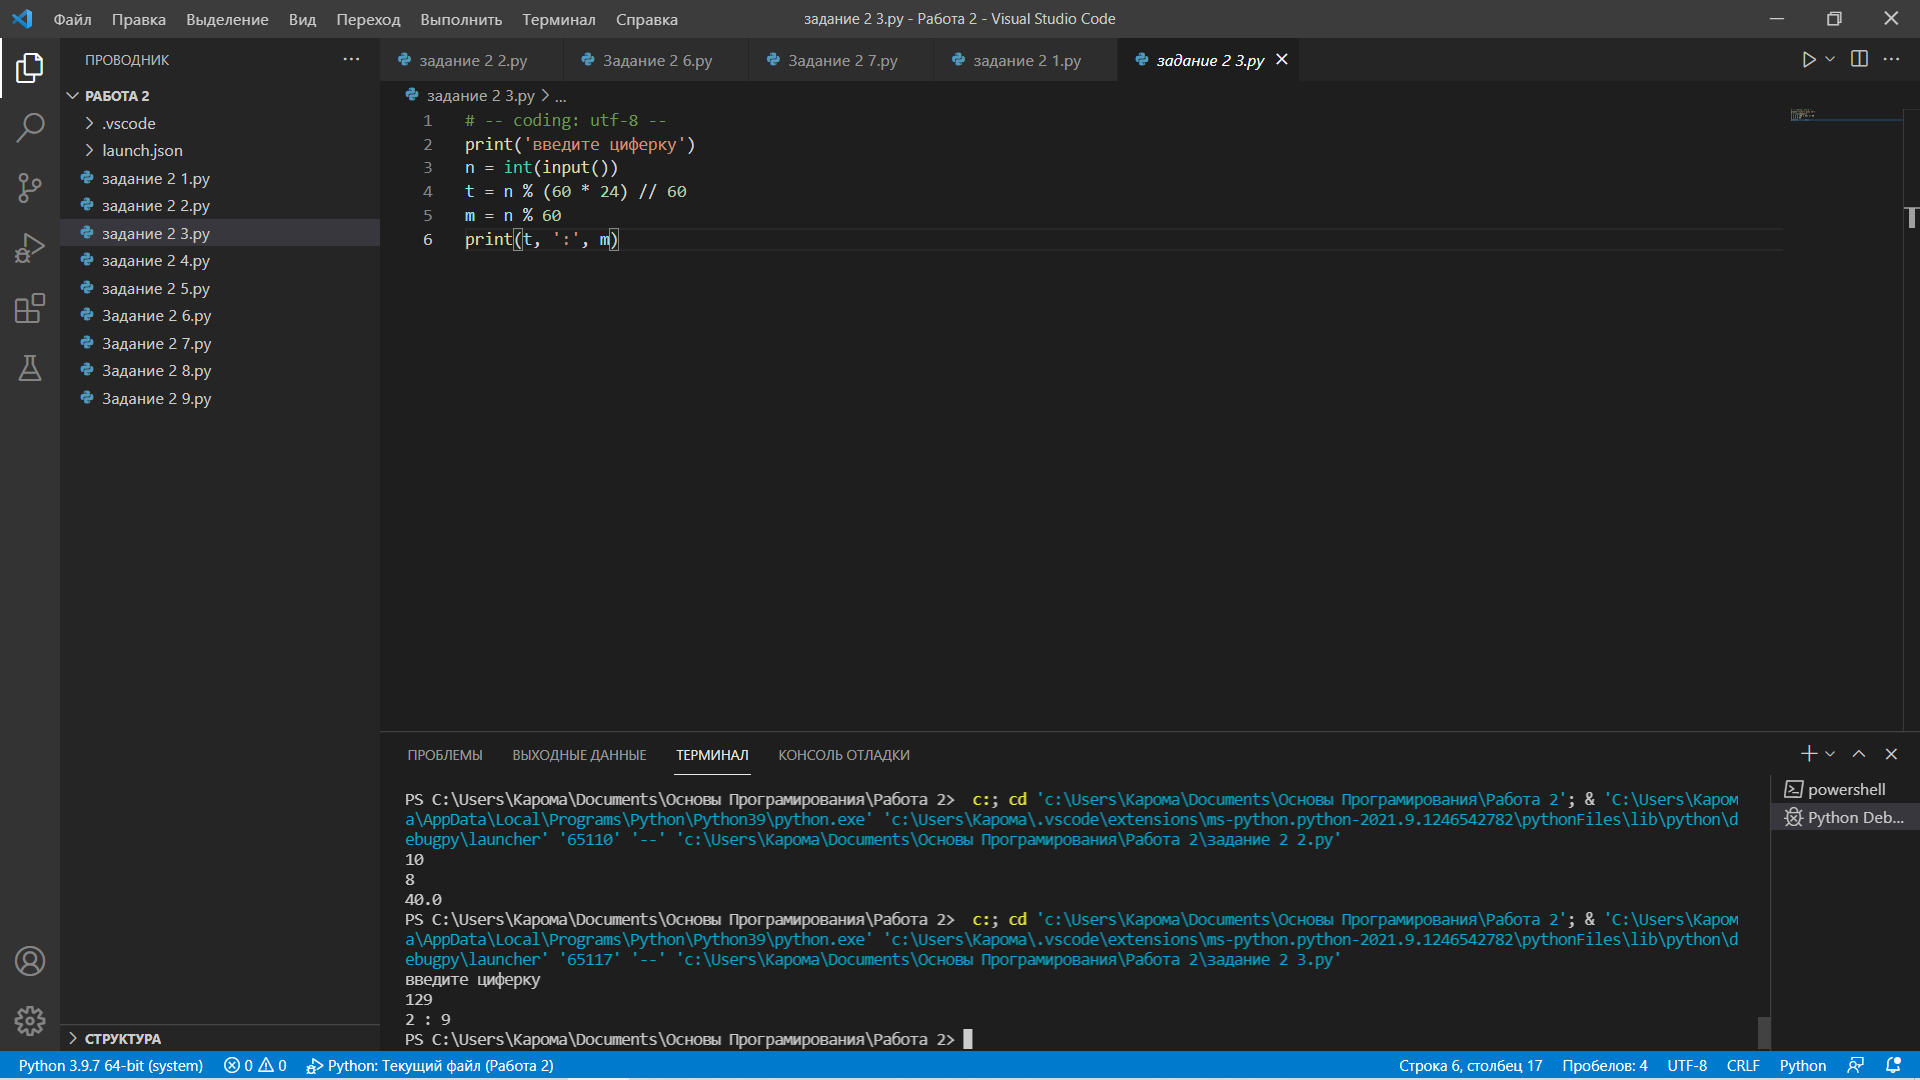 Файл Правка Выделение Вид Переход Выполнить Терминал Справка
задание 2 3.py - Работа 2 - Visual Studio Code
ПРОВОДНИК
РАБОТА 2
.vscode
launch.json
задание 2 1.py
задание 2 2.py
задание 2 3.py
задание 2 4.py
задание 2 5.py
Задание 2 6.py
Задание 2 7.py
Задание 2 8.py
Задание 2 9.py
СТРУКТУРА
задание 2 2.py Задание 2 6.py Задание 2 7.py задание 2 1.py задание 2 3.py
задание 2 3.py > ...
1 # -- coding: utf-8 --
2 print('введите циферку')
3 n = int(input())
4 t = n % (60 * 24) // 60
5 m = n % 60
6 print(t, ':', m)
ПРОБЛЕМЫ ВЫХОДНЫЕ ДАННЫЕ ТЕРМИНАЛ КОНСОЛЬ ОТЛАДКИ
PS C:\Users\Карома\Documents\Основы Програмирования\Работа 2>  c:; cd 'c:\Users\Карома\Documents\Основы Програмирования\Работа 2'; & 'C:\Users\Каром
а\AppData\Local\Programs\Python\Python39\python.exe' 'c:\Users\Карома\.vscode\extensions\ms-python.python-2021.9.1246542782\pythonFiles\lib\python\d
ebugpy\launcher' '65110' '--' 'c:\Users\Карома\Documents\Основы Програмирования\Работа 2\задание 2 2.py'
10
8
40.0
PS C:\Users\Карома\Documents\Основы Програмирования\Работа 2>  c:; cd 'c:\Users\Карома\Documents\Основы Програмирования\Работа 2'; & 'C:\Users\Каром
а\AppData\Local\Programs\Python\Python39\python.exe' 'c:\Users\Карома\.vscode\extensions\ms-python.python-2021.9.1246542782\pythonFiles\lib\python\d
ebugpy\launcher' '65117' '--' 'c:\Users\Карома\Documents\Основы Програмирования\Работа 2\задание 2 3.py'
введите циферку
129
2 : 9
PS C:\Users\Карома\Documents\Основы Програмирования\Работа 2>
powershell
Python Deb...
Python 3.9.7 64-bit (system) 0 0 Python: Текущий файл (Работа 2)
Строка 6, столбец 17 Пробелов: 4 UTF-8 CRLF Python